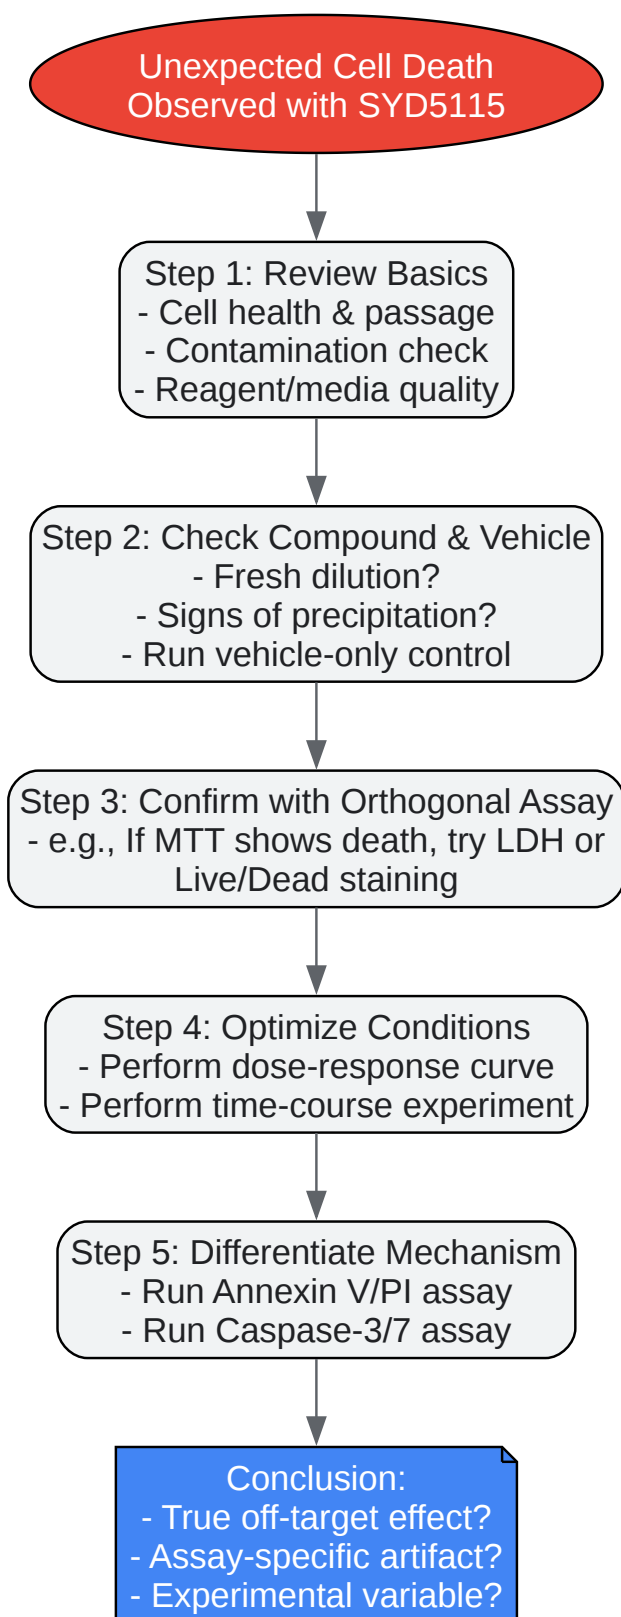 Unexpected Cell Death
Observed with SYD5115
Step 1: Review Basics
- Cell health & passage
- Contamination check
- Reagent/media quality
Step 2: Check Compound & Vehicle
- Fresh dilution?
- Signs of precipitation?
- Run vehicle-only control
Step 3: Confirm with Orthogonal Assay
- e.g., If MTT shows death, try LDH or
Live/Dead staining
Step 4: Optimize Conditions
- Perform dose-response curve
- Perform time-course experiment
Step 5: Differentiate Mechanism
- Run Annexin V/PI assay
- Run Caspase-3/7 assay
Conclusion:
- True off-target effect?
- Assay-specific artifact?
- Experimental variable?